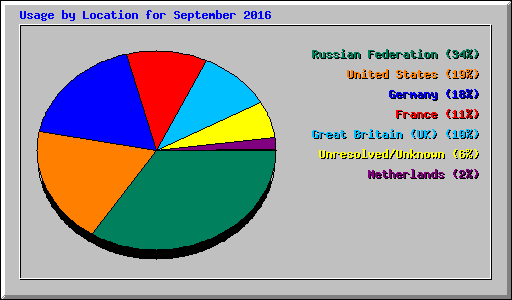 Usage by Location for September 2016
Russian Federation (34%)
United States (19%)
Germany (18%)
France (11%)
Great Britain (UK) (10%)
Unresolved/Unknown (6%)
Netherlands (2%)